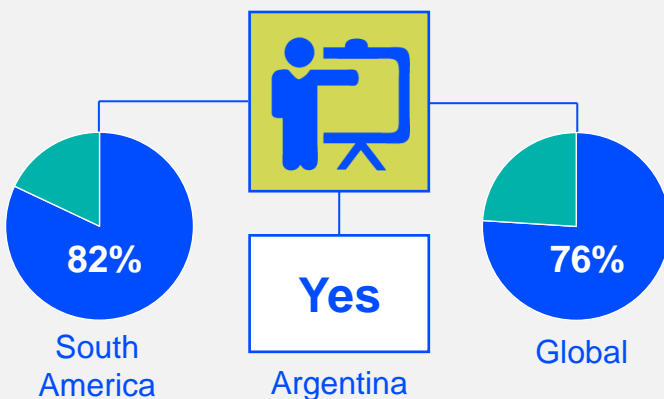 82%
South
America
Yes
Argentina
76%
Global